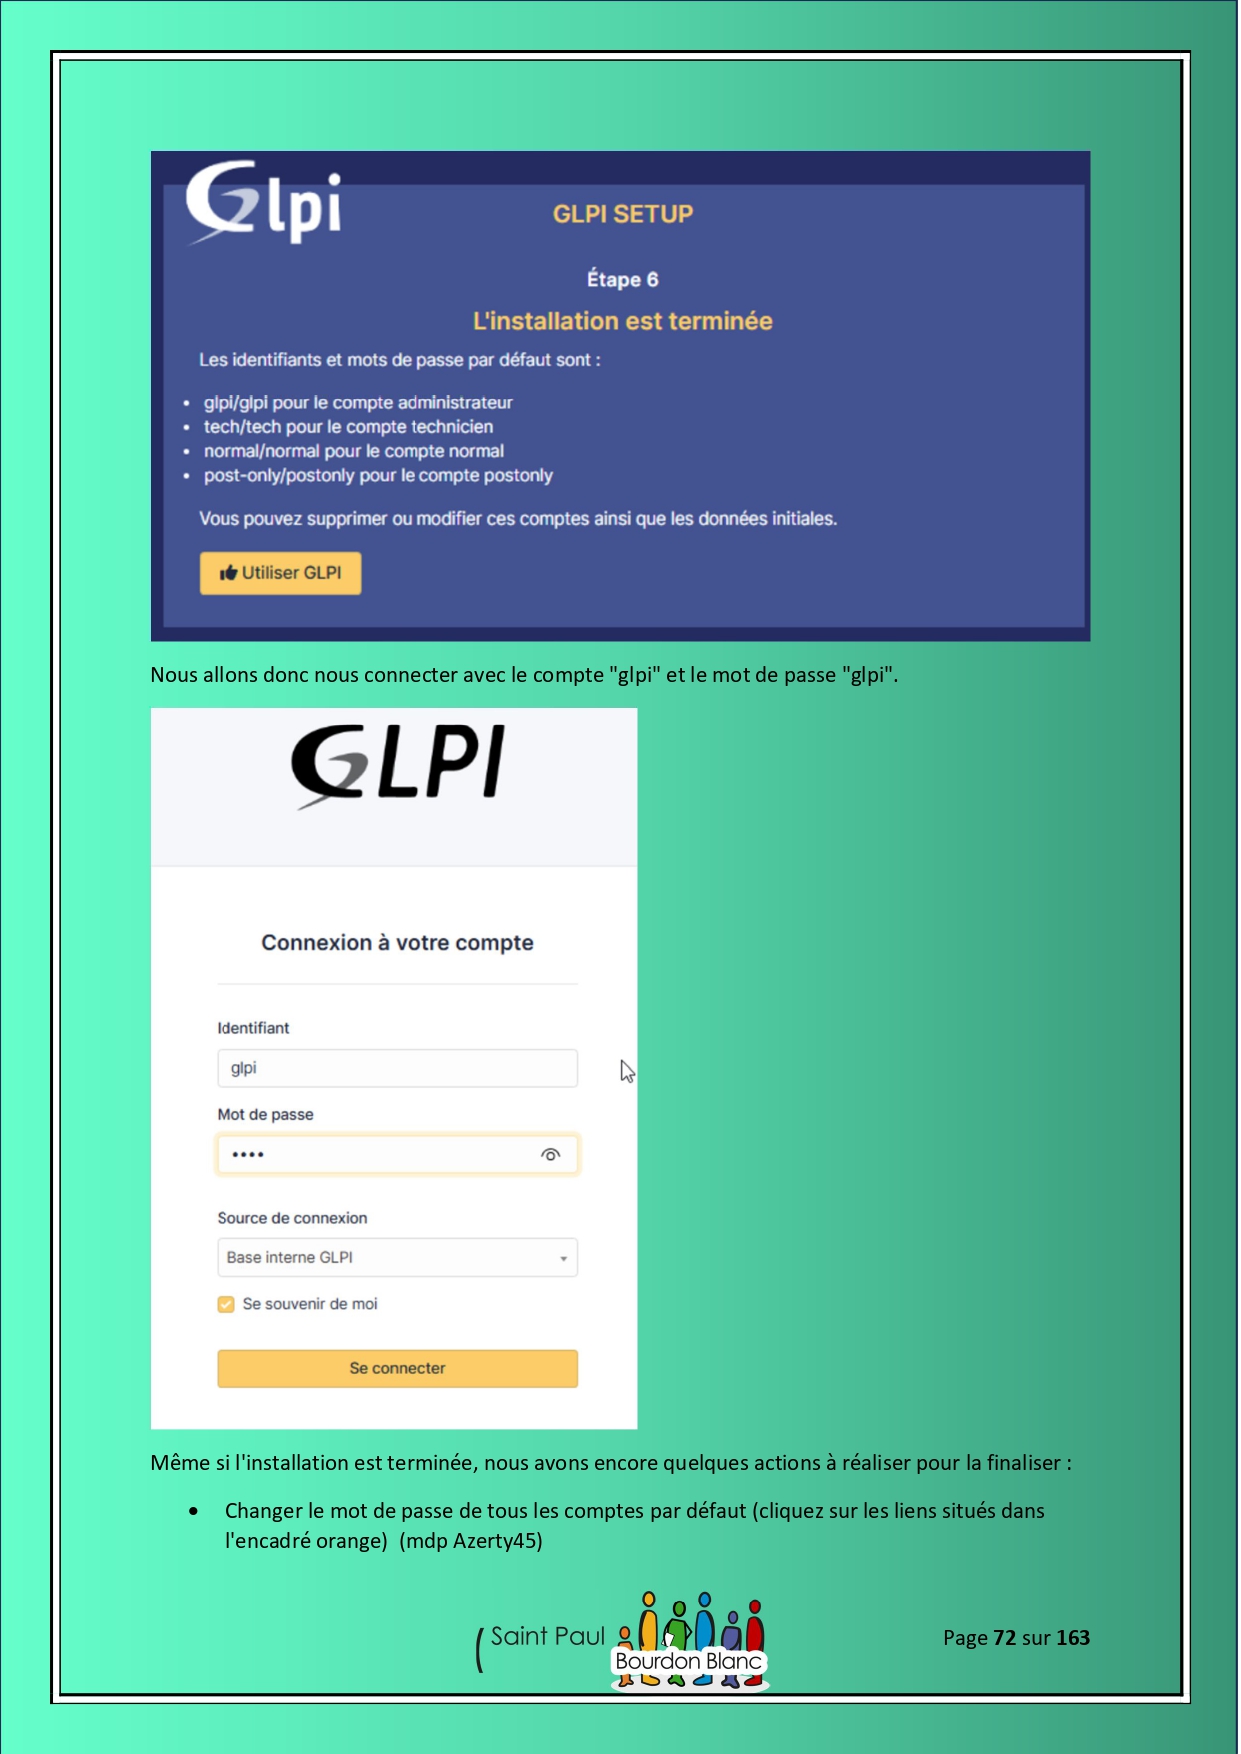 Glpi
GLPI SETUP
Étape 6
L'installation est terminée
Les identifiants et mots de passe par défaut sont :
• glpi/glpi pour le compte administrateur
• tech/tech pour le compte technicien
• normal/normal pour le compte normal
• post-only/postonly pour le compte postonly
Vous pouvez supprimer ou modifier ces comptes ainsi que les données initiales.
Utiliser GLPI
Nous allons donc nous connecter avec le compte "glpi" et le mot de passe "glpi".
GLPI
Connexion à votre compte
Identifiant
glpi
Mot de passe
••••
Source de connexion
Base interne GLPI
Se souvenir de moi
Se connecter
Même si l'installation est terminée, nous avons encore quelques actions à réaliser pour la finaliser :
• Changer le mot de passe de tous les comptes par défaut (cliquez sur les liens situés dans
l'encadré orange) (mdp Azerty45)
( Saint Paul
Bourdon Blanc
Page 72 sur 163